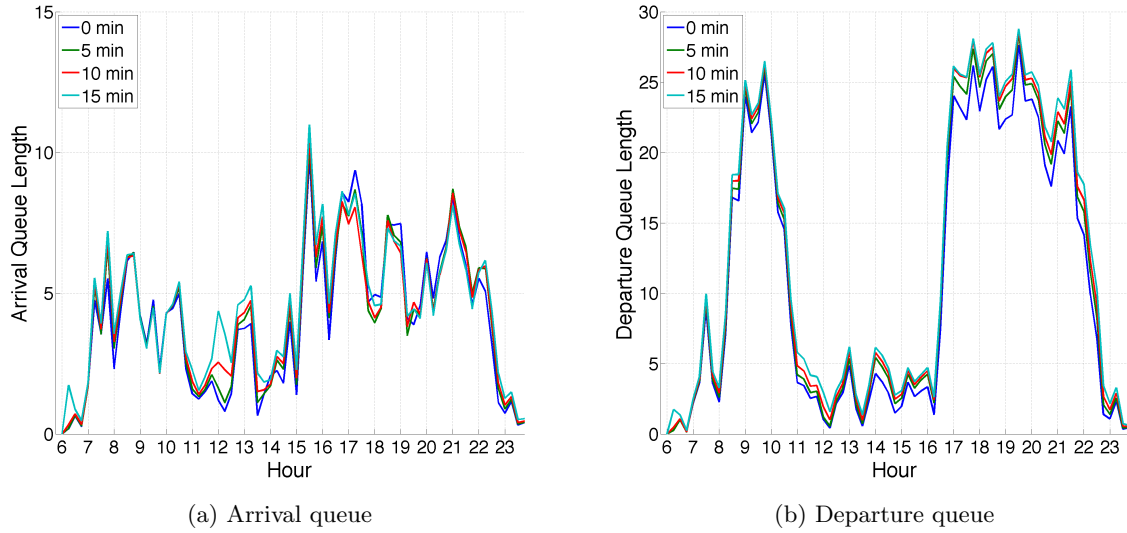 15
10
5
0
Arrival Queue Length
0 min
5 min
10 min
15 min
6 7 8 9 10 11 12 13 14 15 16 17 18 19 20 21 22 23
Hour
(a) Arrival queue
30
25
20
15
10
5
0
Departure Queue Length
0 min
5 min
10 min
15 min
6 7 8 9 10 11 12 13 14 15 16 17 18 19 20 21 22 23
Hour
(b) Departure queue